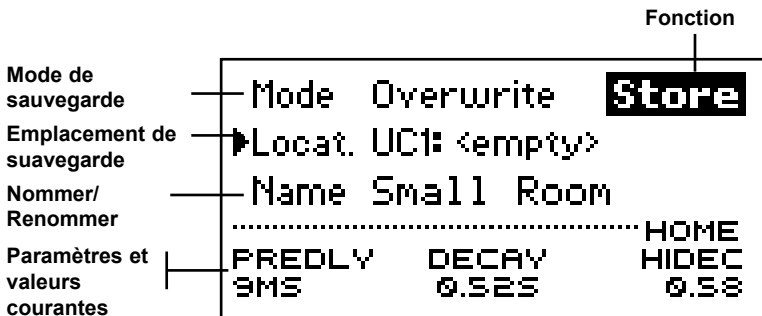 Fonction
Mode de
sauvegarde
Mode Overwrite Store
Emplacement de
suavegarde
Locat. UC1: <empty>
Nommer/
Renommer
Name Small Room
HOME
Paramètres et
valeurs
courantes
PREDLY DECAY HIDEC
9MS 0.52S 0.58